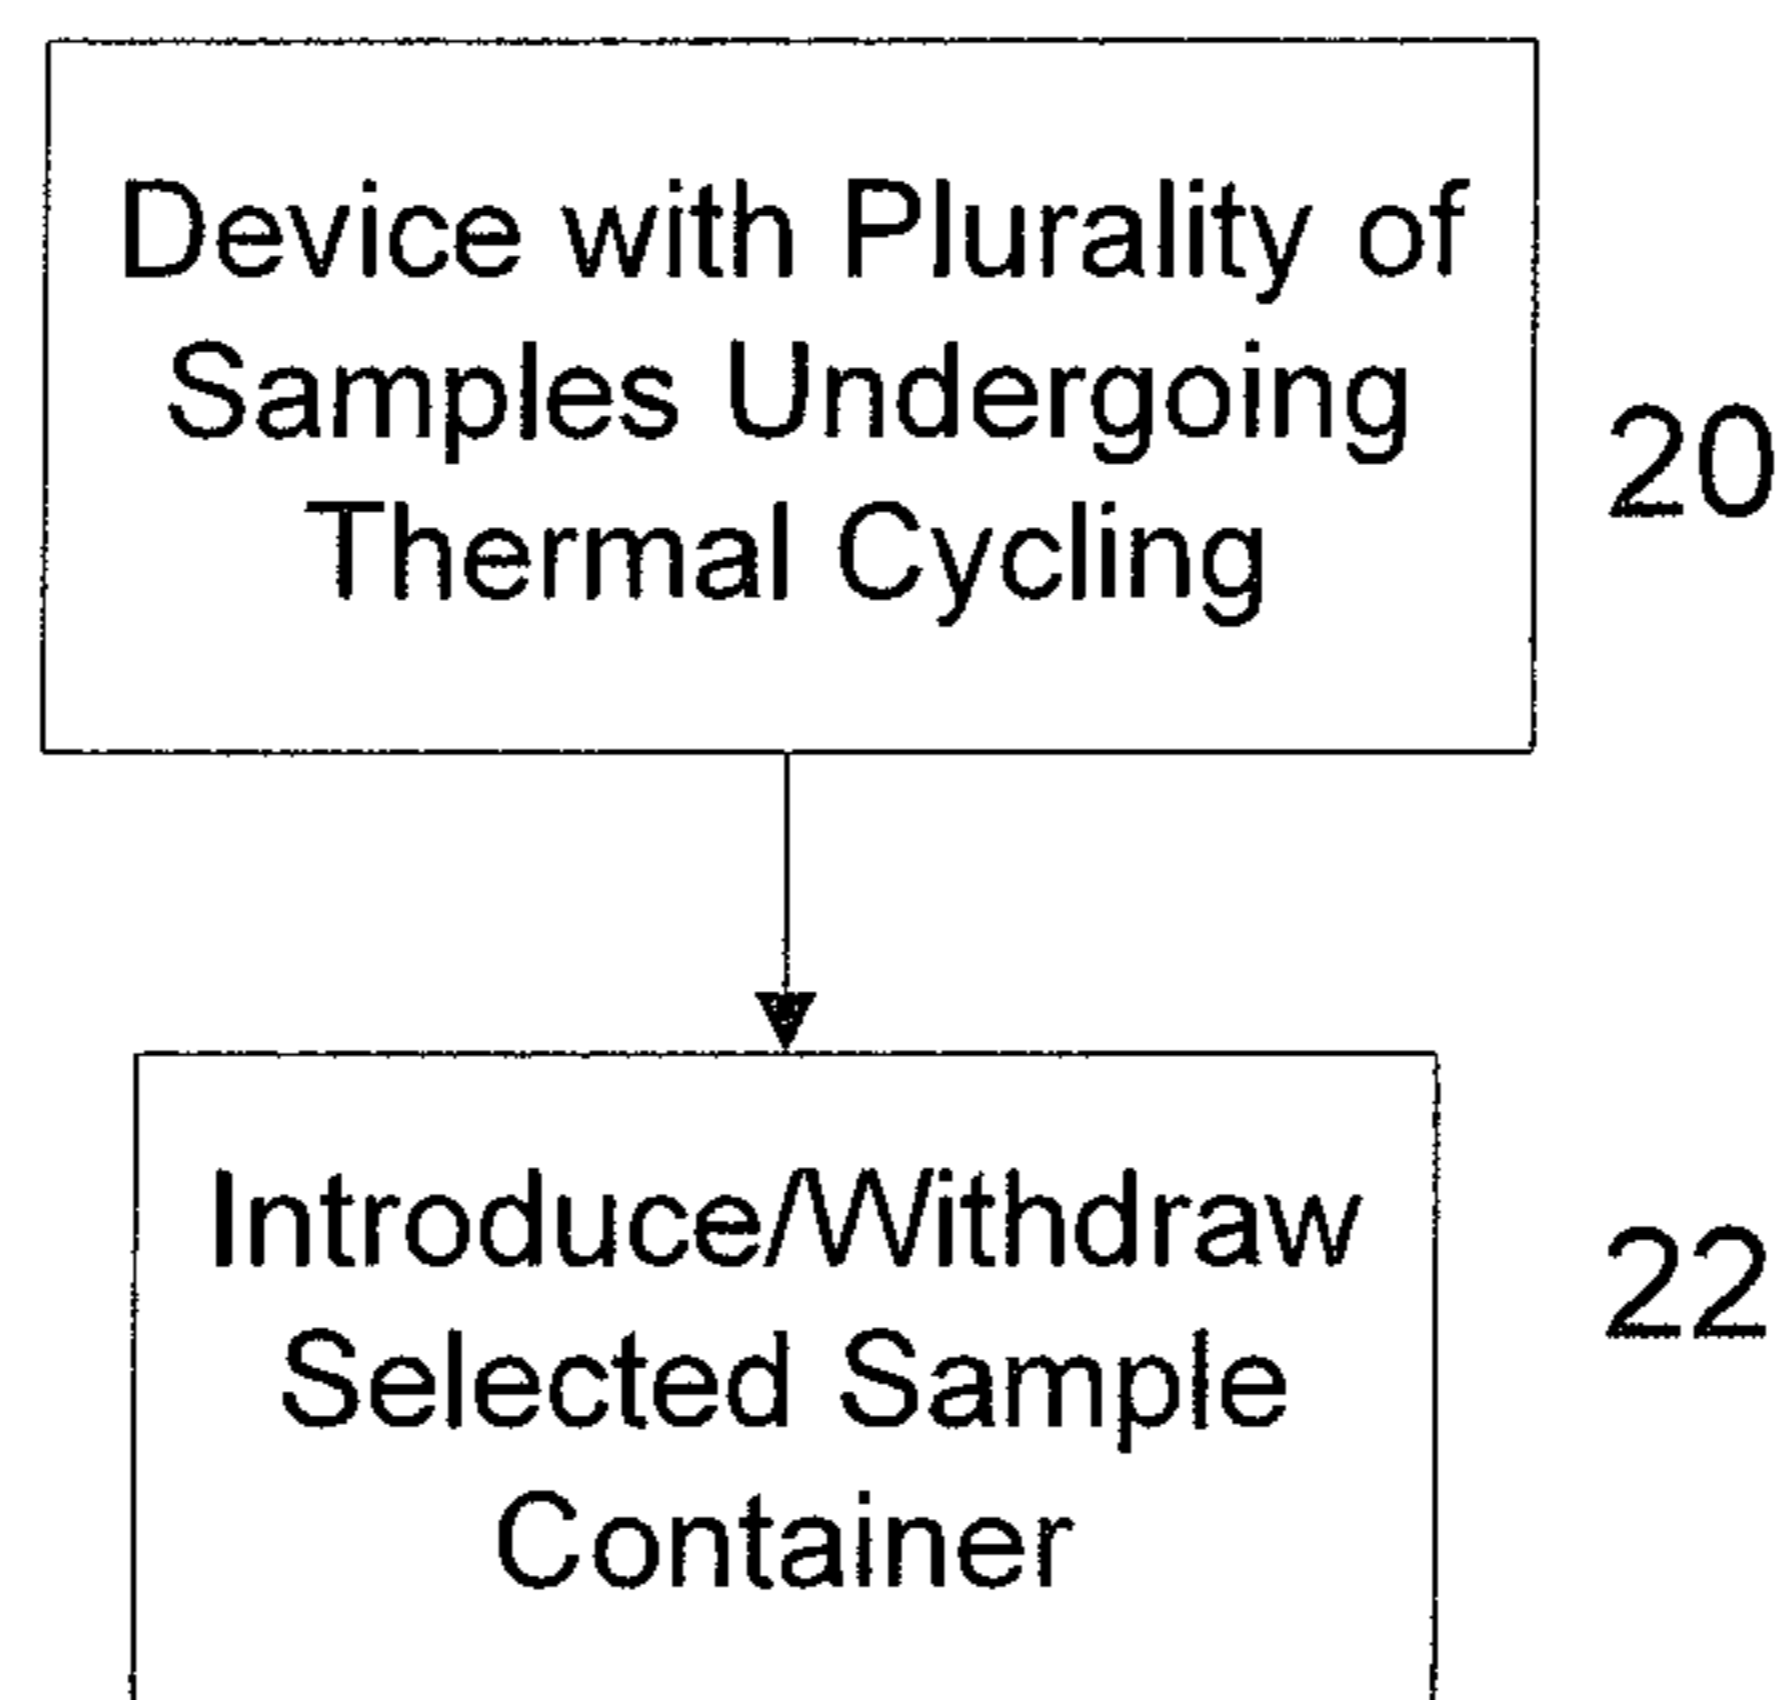 Device with Plurality of
Samples Undergoing
Thermal Cycling
20
Introduce/Withdraw
Selected Sample
Container
22